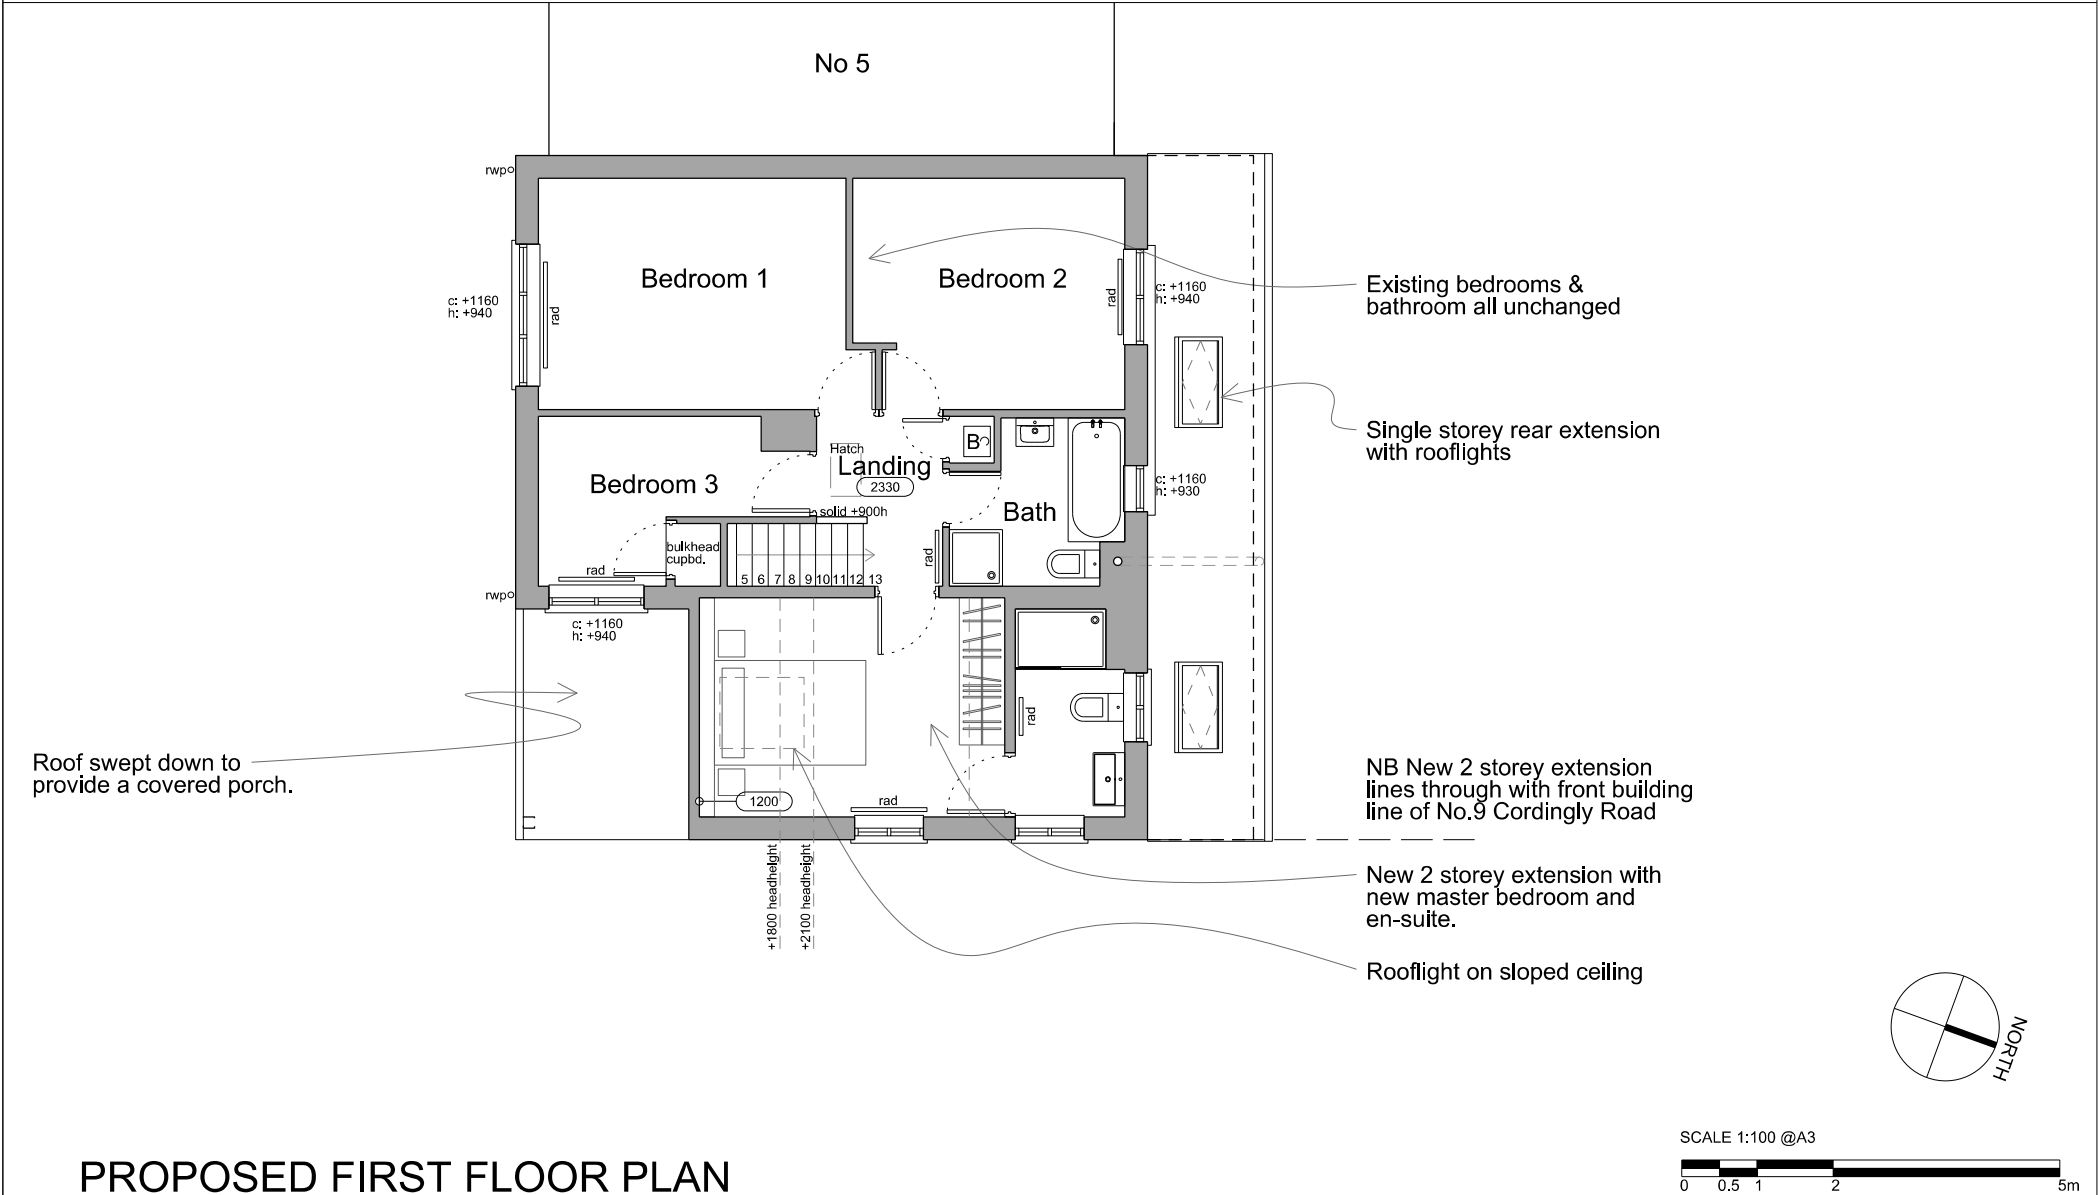 No 5
rwp
Bedroom 1
Bedroom 2
c: +1160
h: +940
rad
rad
c: +1160
h: +940
Existing bedrooms &
bathroom all unchanged
Single storey rear extension
with rooflights
B
Hatch
Landing
2330
Bedroom 3
solid +900h
Bath
c: +1160
h: +930
bulkhead
cupbd.
rad
rad
5 6 7 8 9 10 11 12 13
rwp
c: +1160
h: +940
rad
Roof swept down to
provide a covered porch.
1200
rad
NB New 2 storey extension
lines through with front building
line of No.9 Cordingly Road
+1800 headheight
+2100 headheight
New 2 storey extension with
new master bedroom and
en-suite.
Rooflight on sloped ceiling
NORTH
SCALE 1:100 @A3
0 0.5 1 2 5m
PROPOSED FIRST FLOOR PLAN